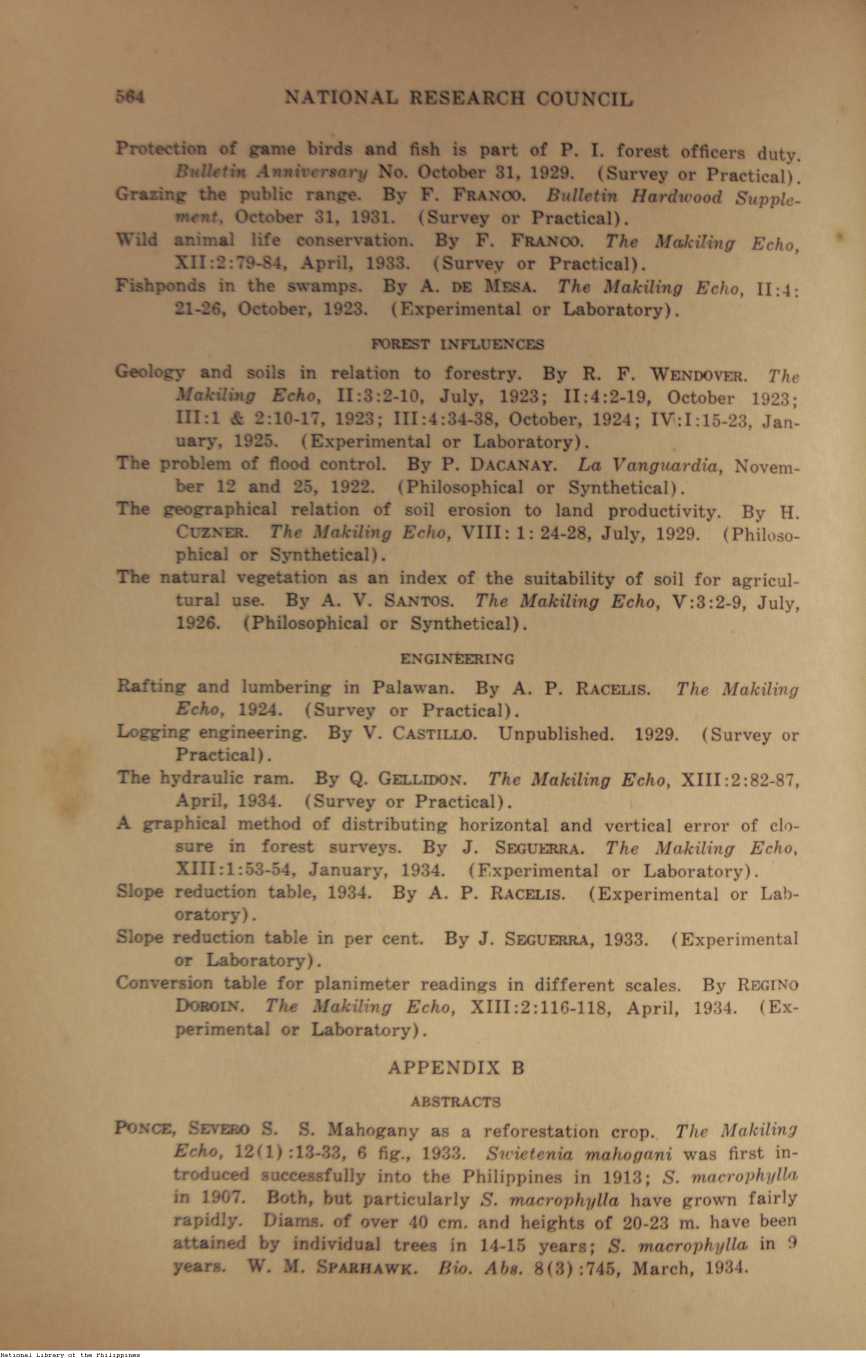 564 NATIONAL RESEARCH COUNCIL
Protection of game birds and fish is part of P. I. forest officers duty.
Bulletin Anniversary No. October 31, 1929. (Survey or Practical).
Grazing the public range. By F. FRANCO. Bulletin Hardwood Supple-
ment, October 31, 1931. (Survey or Practical).
Wild animal life conservation. By F. FRANCO. The Makiling Echo,
XII:2:79-84, April, 1933. (Survey or Practical).
Fishponds in the swamps. By A. DE MESA. The Makiling Echo, II:4:
21-26, October, 1923. (Experimental or Laboratory).
FOREST INFLUENCES
Geology and soils in relation to forestry. By R. F. WENDOVER. The
Makiling Echo, II:3:2-10, July, 1923; II:4:2-19, October 1923;
III:1 & 2:10-17, 1923; III:4:34-38, October, 1924; IV:I:15-23, Jan-
uary, 1925. (Experimental or Laboratory).
The problem of flood control. By P. DACANAY. La Vanguardia, Novem-
ber 12 and 25, 1922. (Philosophical or Synthetical).
The geographical relation of soil erosion to land productivity. By H.
CUZNER. The Makiling Echo, VIII: 1: 24-28, July, 1929. (Philoso-
phical or Synthetical).
The natural vegetation as an index of the suitability of soil for agricul-
tural use. By A. V. SANTOS. The Makiling Echo, V:3:2-9, July,
1926. (Philosophical or Synthetical).
ENGINEERING
Rafting and lumbering in Palawan. By A. P. RACELIS. The Makiling
Echo, 1924. (Survey or Practical).
Logging engineering. By V. CASTILLO. Unpublished. 1929. (Survey or
Practical).
The hydraulic ram. By Q. GELLIDON. The Makiling Echo, XIII:2:82-87,
April, 1934. (Survey or Practical).
A graphical method of distributing horizontal and vertical error of clo-
sure in forest surveys. By J. SEGUERRA. The Makiling Echo,
XIII:1:53-54, January, 1934. (Experimental or Laboratory).
Slope reduction table, 1934. By A. P. RACELIS. (Experimental or Lab-
oratory).
Slope reduction table in per cent. By J. SEGUERRA, 1933. (Experimental
or Laboratory).
Conversion table for planimeter readings in different scales. By REGINO
DOROIN. The Makiling Echo, XIII:2:116-118, April, 1934. (Ex-
perimental or Laboratory).
APPENDIX B
ABSTRACTS
PONCE, SEVERO S. S. Mahogany as a reforestation crop. The Makiling
Echo, 12(1):13-33, 6 fig., 1933. Swietenia mahogani was first in-
troduced successfully into the Philippines in 1913; S. macrophylla
in 1907. Both, but particularly S. macrophylla have grown fairly
rapidly. Diams. of over 40 cm. and heights of 20-23 m. have been
attained by individual trees in 14-15 years; S. macrophylla in 9
years. W. M. SPARHAWK. Bio. Abs. 8(3):745, March, 1934.
National Library of the Philippines